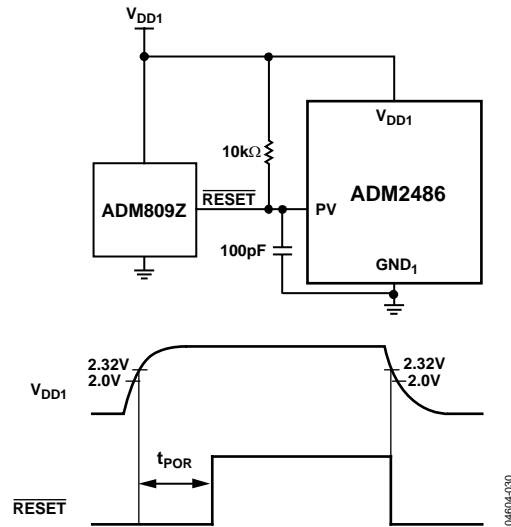 VDD1
VDD1
10kΩ
ADM2486
ADM809Z
RESET
PV
100pF
GND1
2.32V
2.0V
2.32V
2.0V
VDD1
tPOR
RESET
04604-030